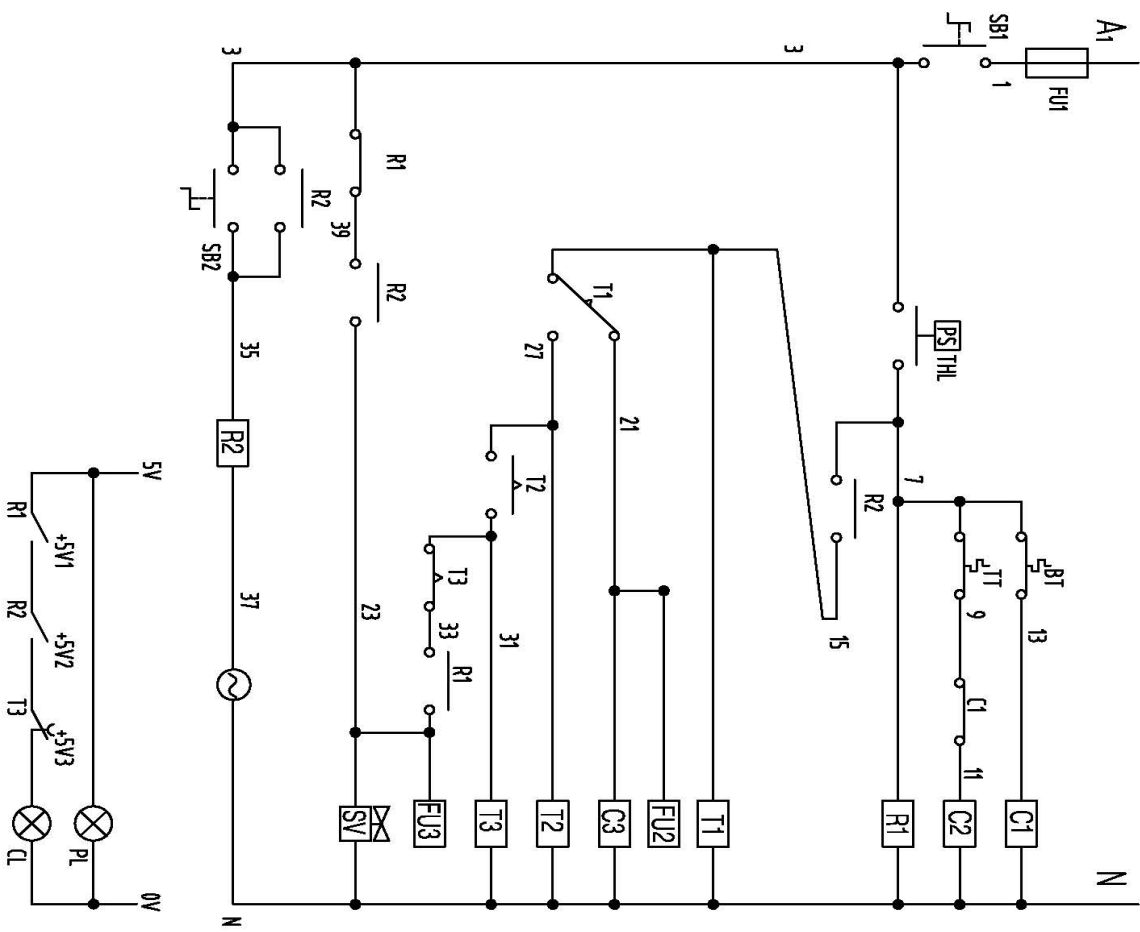 A1
FU1
1
SB1
3
3
PS
THL
7
BT
13
C1
TT
9
C1
11
C2
R1
R2
15
T1
T1
FU2
21
C3
27
T2
T2
31
T3
T3
33
R1
FU3
R1
39
R2
23
SV
R2
SB2
35
R2
37
N
N
5V
0V
PL
R1
+5V1
R2
+5V2
T3
+5V3
CL